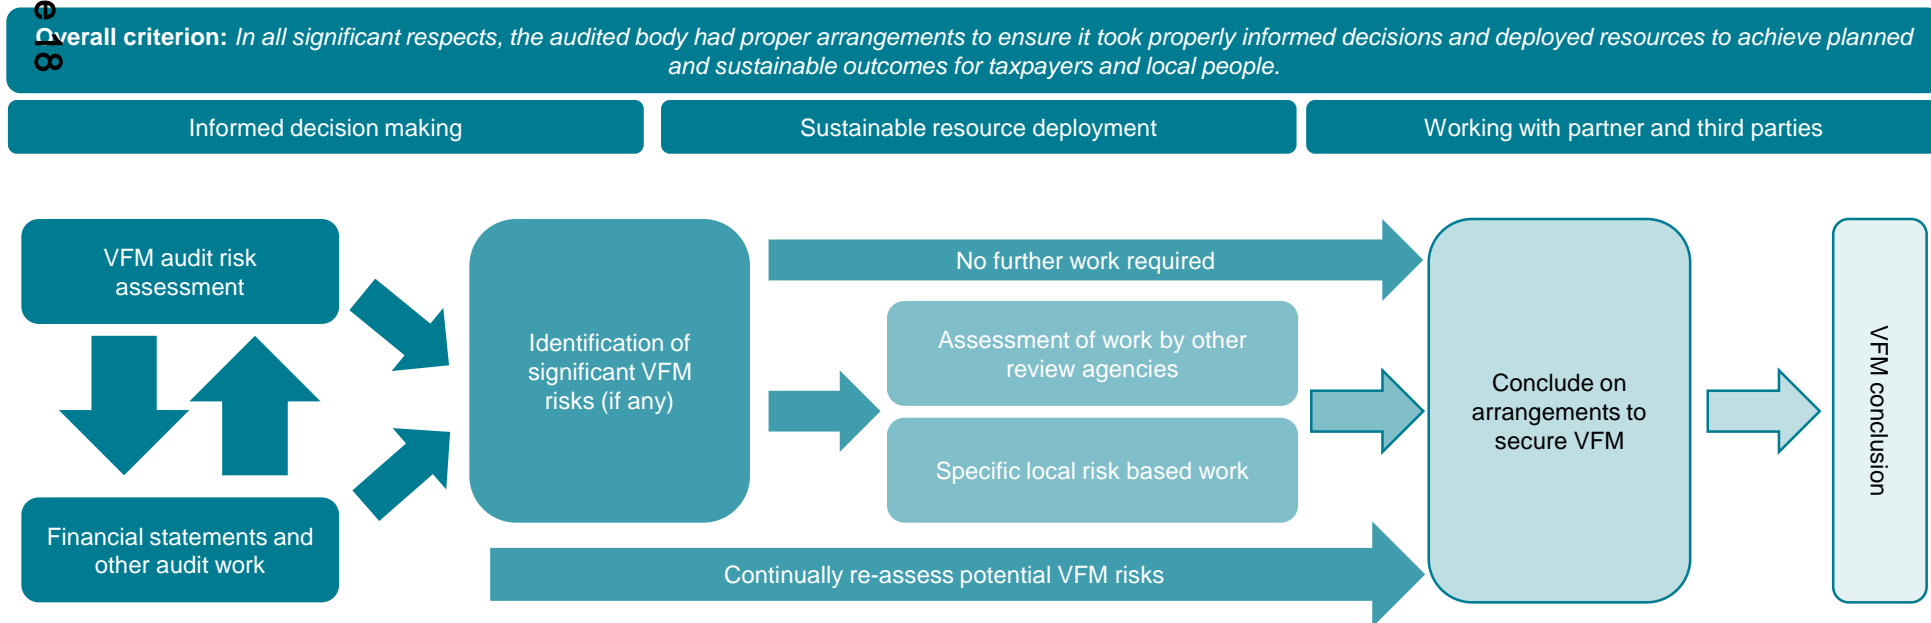 e 18
Overall criterion: In all significant respects, the audited body had proper arrangements to ensure it took properly informed decisions and deployed resources to achieve planned
and sustainable outcomes for taxpayers and local people.
Informed decision making
Sustainable resource deployment
Working with partner and third parties
VFM audit risk
assessment
Financial statements and
other audit work
Identification of
significant VFM
risks (if any)
No further work required
Assessment of work by other
review agencies
Specific local risk based work
Continually re-assess potential VFM risks
Conclude on
arrangements to
secure VFM
VFM conclusion